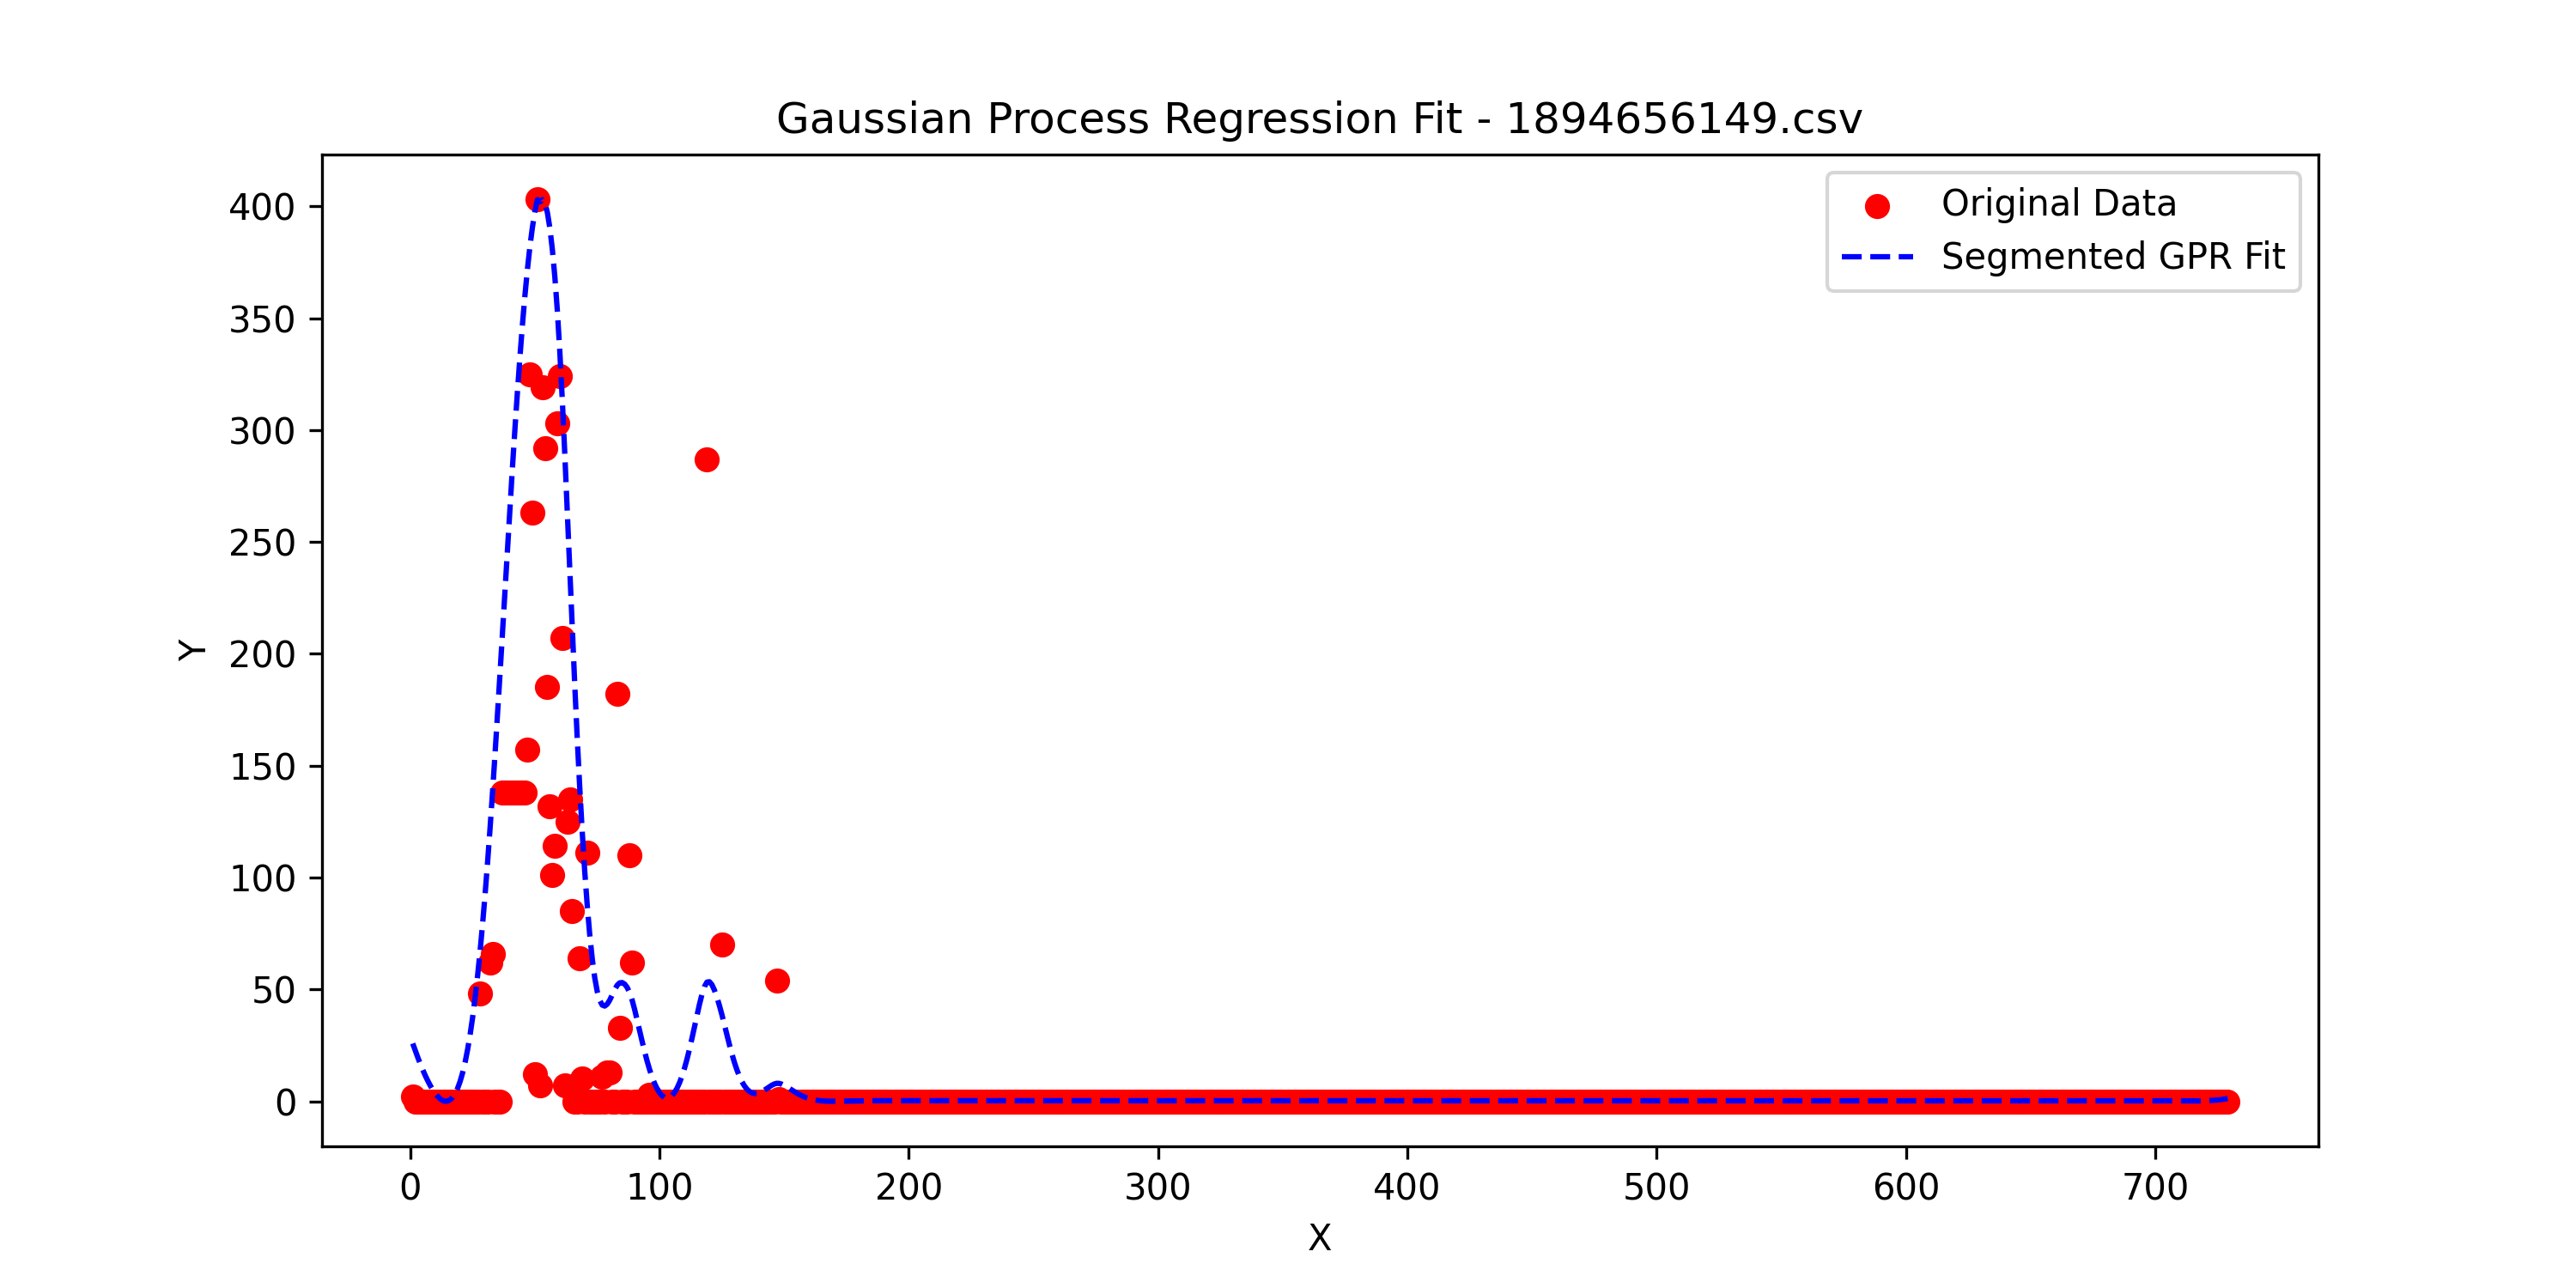 Gaussian Process Regression Fit - 1894656149.csv
Original Data
Segmented GPR Fit
400
350
300
250
200
150
100
50
0
Y
0 100 200 300 400 500 600 700
X